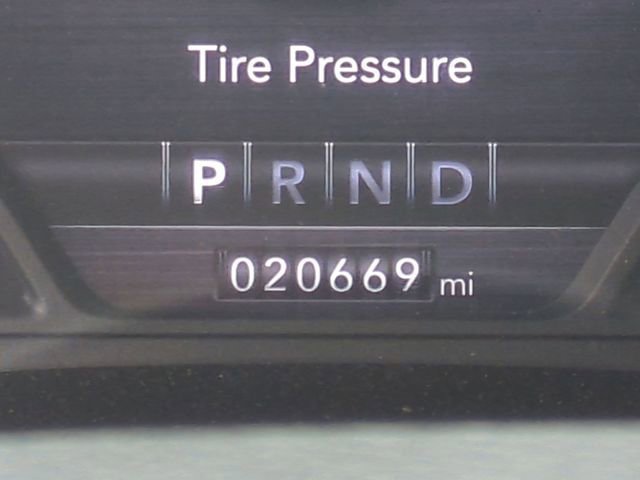 Tire Pressure
P R N D
020669 mi